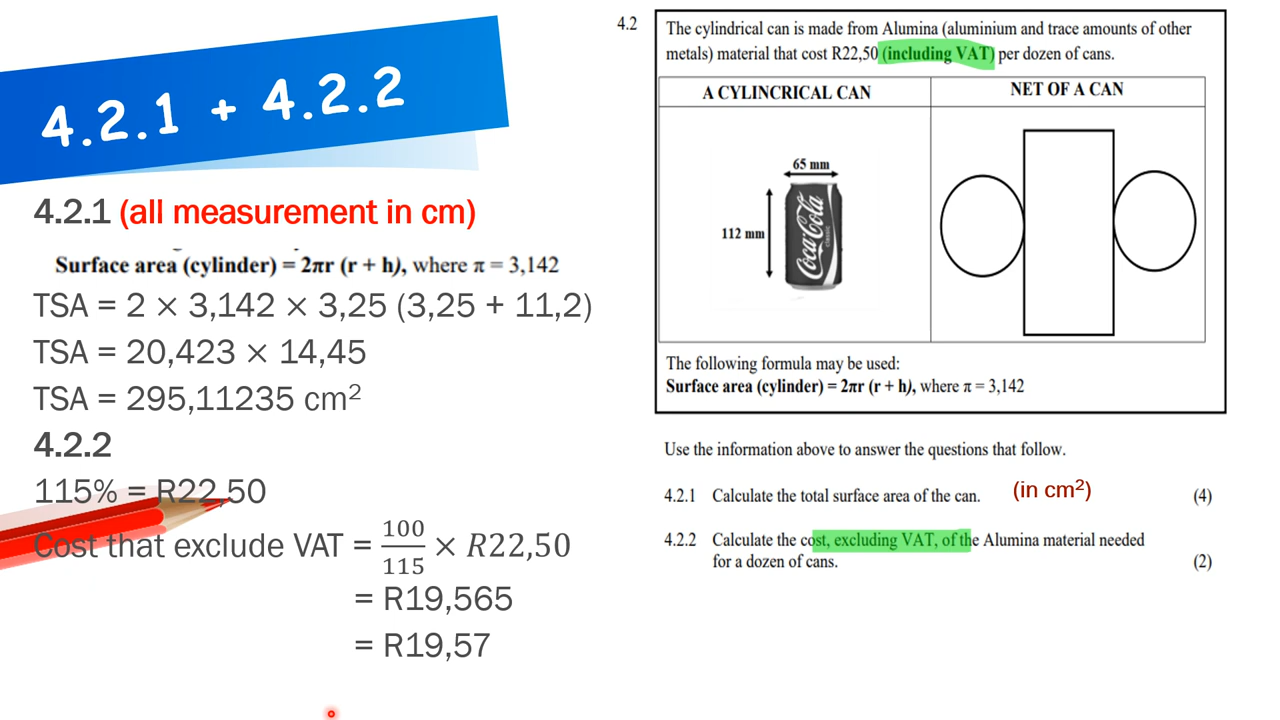 4.2.1 + 4.2.2
4.2.1 (all measurement in cm)
Surface area (cylinder) = 2πr (r + h), where π = 3,142
TSA = 2 × 3,142 × 3,25 (3,25 + 11,2)
TSA = 20,423 × 14,45
TSA = 295,11235 cm²
4.2.2
115% = R22,50
Cost that exclude VAT = 100/115 × R22,50
= R19,565
= R19,57
4.2 The cylindrical can is made from Alumina (aluminium and trace amounts of other
metals) material that cost R22,50 (including VAT) per dozen of cans.
A CYLINCRICAL CAN NET OF A CAN
65 mm
112 mm
Coca-Cola
classic
The following formula may be used:
Surface area (cylinder) = 2πr (r + h), where π = 3,142
Use the information above to answer the questions that follow.
4.2.1 Calculate the total surface area of the can. (in cm²) (4)
4.2.2 Calculate the cost, excluding VAT, of the Alumina material needed
for a dozen of cans. (2)